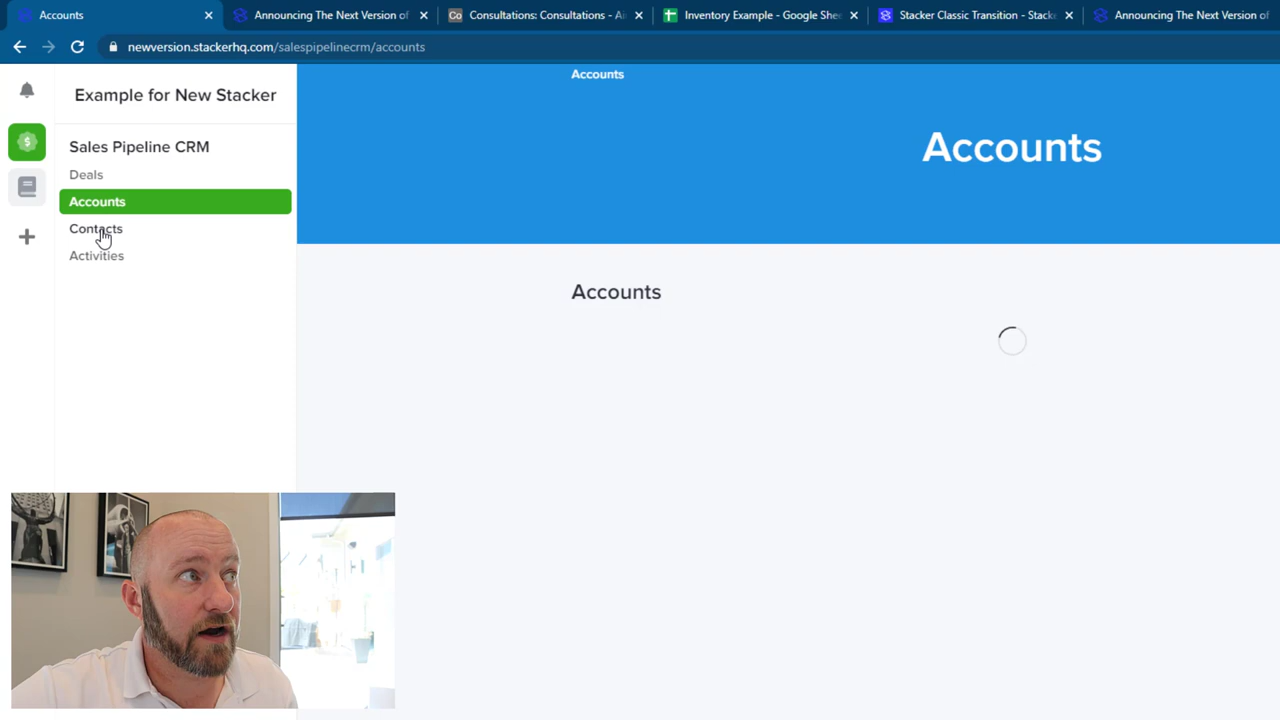 Accounts
Announcing The Next Version of
Consultations: Consultations - Ai
Inventory Example - Google She
Stacker Classic Transition - Stack
Announcing The Next Version of
newversion.stackerhq.com/salespipelinecrm/accounts
Example for New Stacker
Sales Pipeline CRM
Deals
Accounts
Contacts
Activities
Accounts
Accounts
Accounts